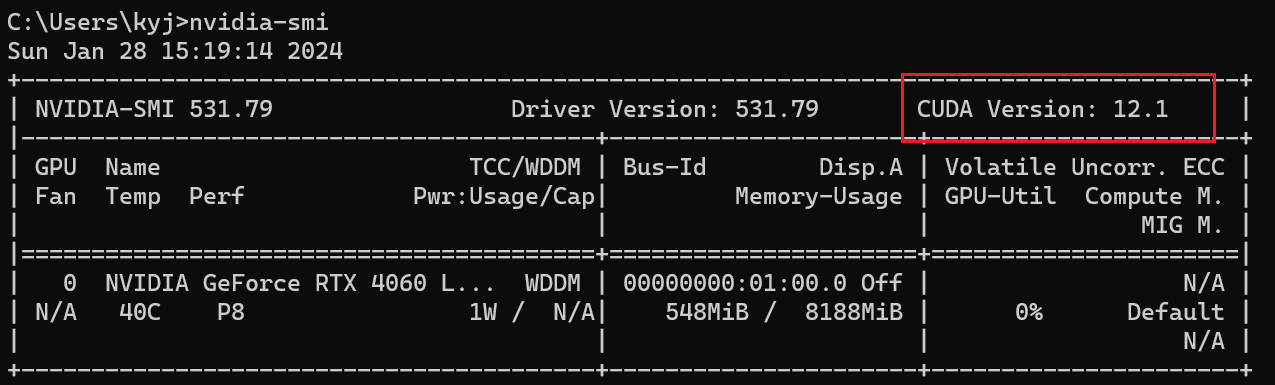 C:\Users\kyj>nvidia-smi
Sun Jan 28 15:19:14 2024
+---------------------------------------------------------------------------------------+
| NVIDIA-SMI 531.79                 Driver Version: 531.79       CUDA Version: 12.1     |
|-----------------------------------------+----------------------+----------------------+
| GPU  Name                      TCC/WDDM | Bus-Id        Disp.A | Volatile Uncorr. ECC |
| Fan  Temp  Perf            Pwr:Usage/Cap|         Memory-Usage | GPU-Util  Compute M. |
|                                         |                      |               MIG M. |
|=========================================+======================+======================|
|   0  NVIDIA GeForce RTX 4060 L...  WDDM | 00000000:01:00.0 Off |                  N/A |
| N/A   40C    P8                1W /  N/A|    548MiB /  8188MiB |      0%      Default |
|                                         |                      |                  N/A |
+-----------------------------------------+----------------------+----------------------+